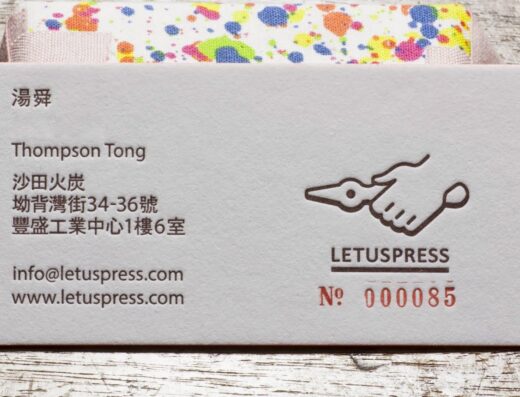 湯舜
Thompson Tong
沙田火炭
坳背灣街34-36號
豐盛工業中心1樓6室
info@letuspress.com
www.letuspress.com
LETUSPRESS
Nº 000085